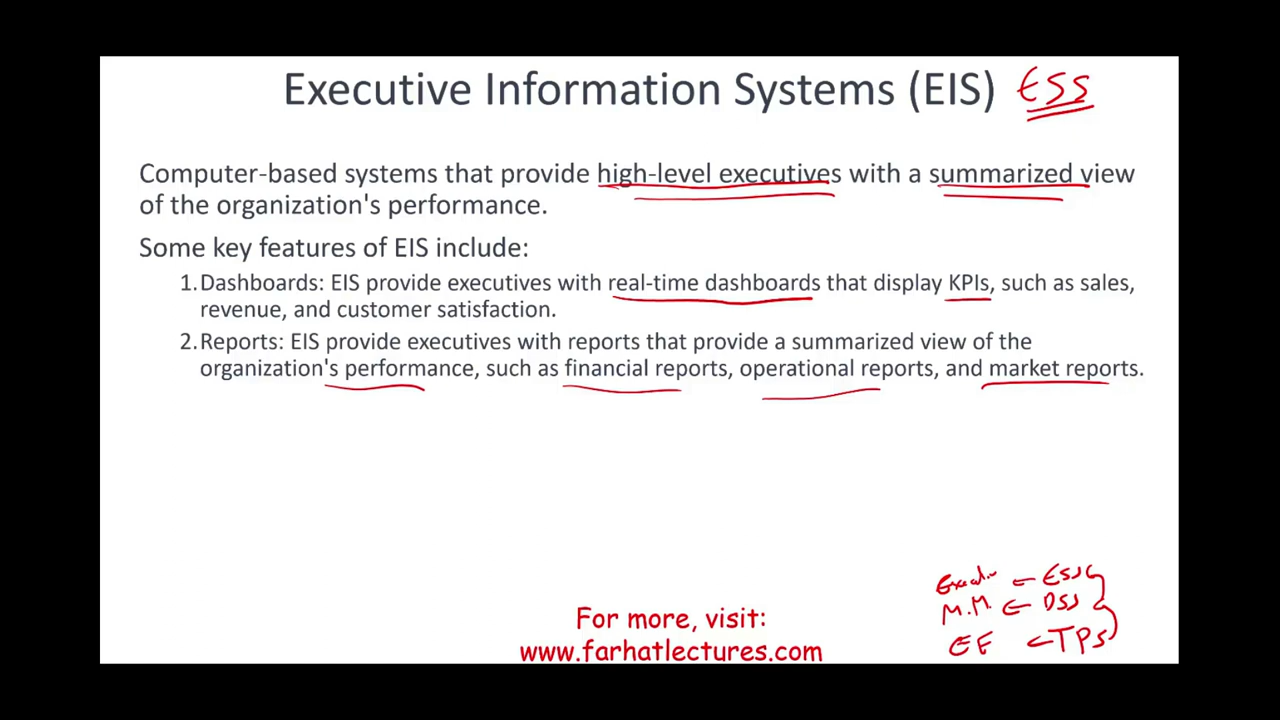 Executive Information Systems (EIS) ESS
Computer-based systems that provide high-level executives with a summarized view
of the organization's performance.
Some key features of EIS include:
1. Dashboards: EIS provide executives with real-time dashboards that display KPIs, such as sales,
revenue, and customer satisfaction.
2. Reports: EIS provide executives with reports that provide a summarized view of the
organization's performance, such as financial reports, operational reports, and market reports.
← ESS
M.M. ← DSS
← TPS
For more, visit:
www.farhatlectures.com